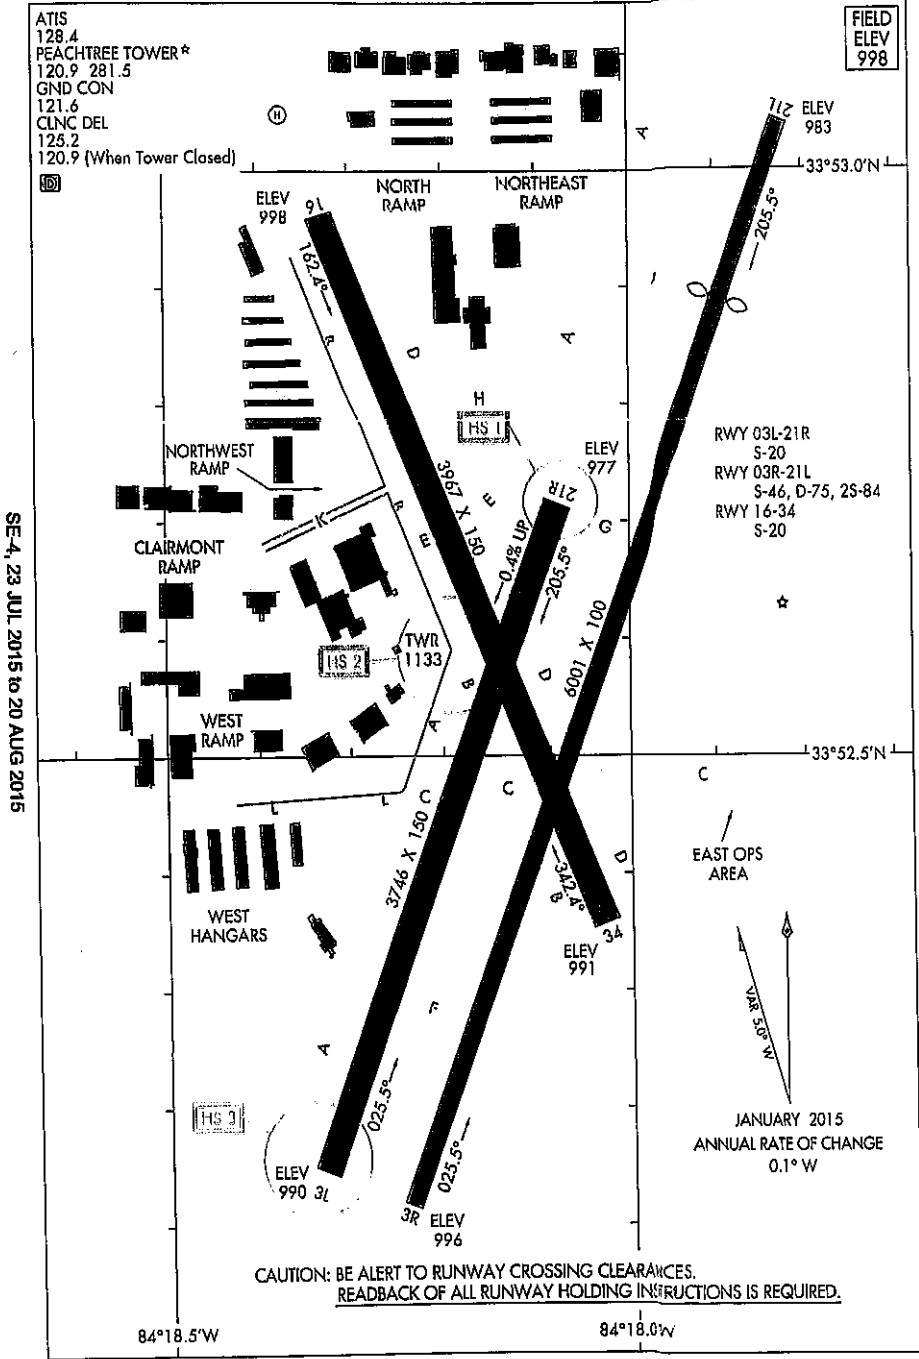 ATIS
128.4
PEACHTREE TOWER*
120.9 281.5
GND CON
121.6
CLNC DEL
125.2
120.9 (When Tower Closed)
D
FIELD
ELEV
998
H
A
21L
ELEV
983
33°53.0'N
NORTH
RAMP
NORTHEAST
RAMP
ELEV
998
16
162.4°
205.5°
B
D
A
H
HS 1
ELEV
977
NORTHWEST
RAMP
3967 X 150
E
21R
G
RWY 03L-21R
S-20
RWY 03R-21L
S-46, D-75, 2S-84
RWY 16-34
S-20
K
B
E
0.4% UP
205.5°
CLAIRMONT
RAMP
HS 2
TWR
1133
B
D
6001 X 100
A
WEST
RAMP
33°52.5'N
L
L
C
C
C
3746 X 150
EAST OPS
AREA
342.4°
B
D
WEST
HANGARS
34
ELEV
991
F
A
VAR 5.0° W
HS 3
025.5°
025.5°
JANUARY 2015
ANNUAL RATE OF CHANGE
0.1° W
ELEV
990
3L
3R
ELEV
996
CAUTION: BE ALERT TO RUNWAY CROSSING CLEARANCES.
READBACK OF ALL RUNWAY HOLDING INSTRUCTIONS IS REQUIRED.
84°18.5'W
84°18.0'W
SE-4, 23 JUL 2015 to 20 AUG 2015